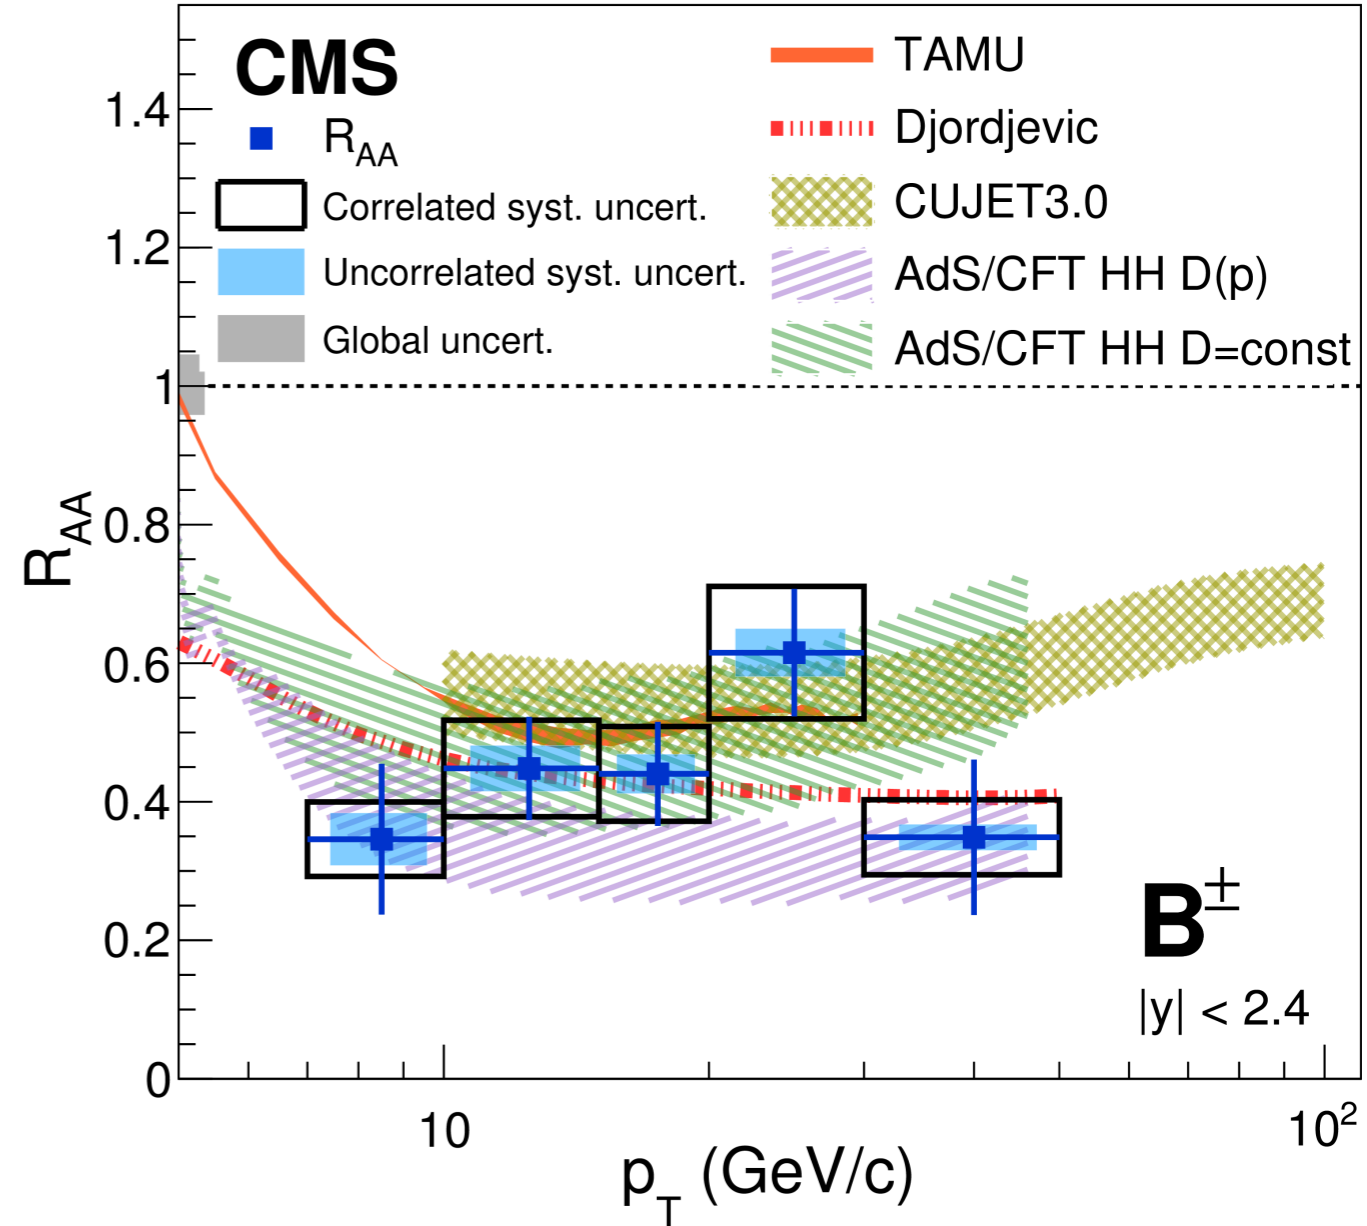 CMS
R_AA
Correlated syst. uncert.
Uncorrelated syst. uncert.
Global uncert.
TAMU
Djordjevic
CUJET3.0
AdS/CFT HH D(p)
AdS/CFT HH D=const
1.4
1.2
1
0.8
0.6
0.4
0.2
0
R_AA
B^±
|y| < 2.4
10
10²
p_T (GeV/c)